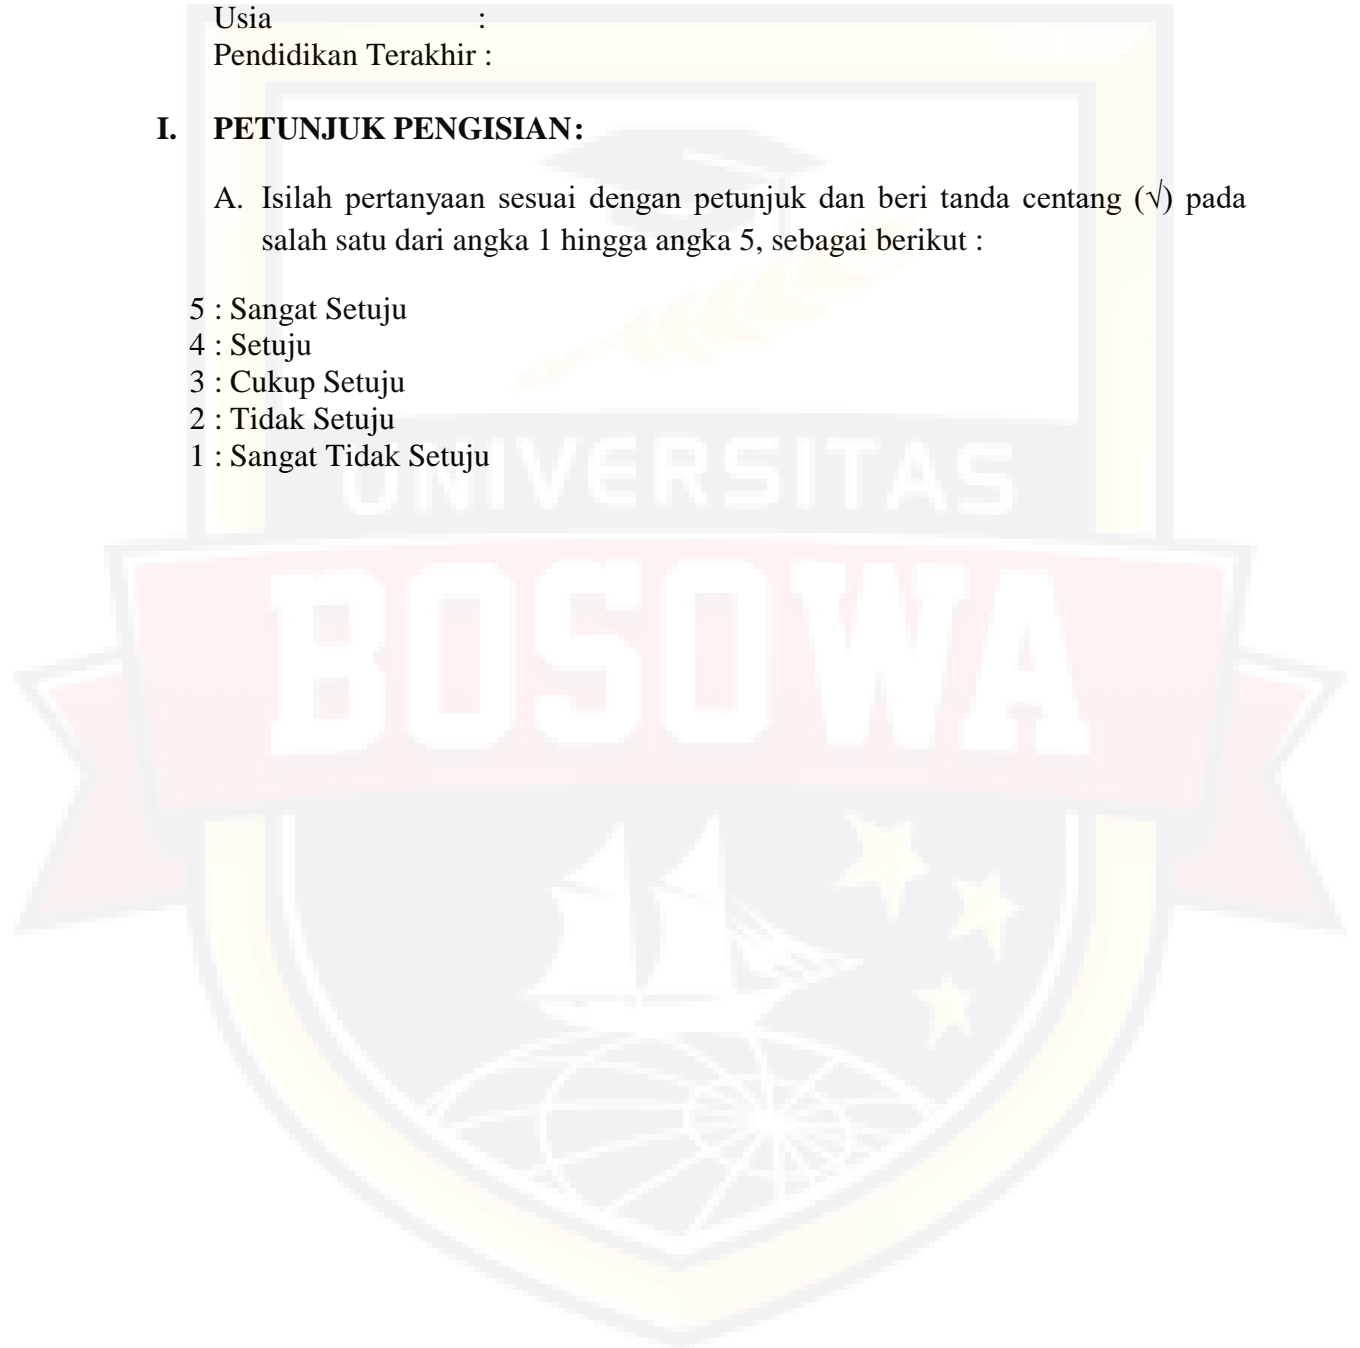 Usia :
Pendidikan Terakhir :
I. PETUNJUK PENGISIAN:
A. Isilah pertanyaan sesuai dengan petunjuk dan beri tanda centang (√) pada
salah satu dari angka 1 hingga angka 5, sebagai berikut :
5 : Sangat Setuju
4 : Setuju
3 : Cukup Setuju
2 : Tidak Setuju
1 : Sangat Tidak Setuju
UNIVERSITAS
BOSOWA